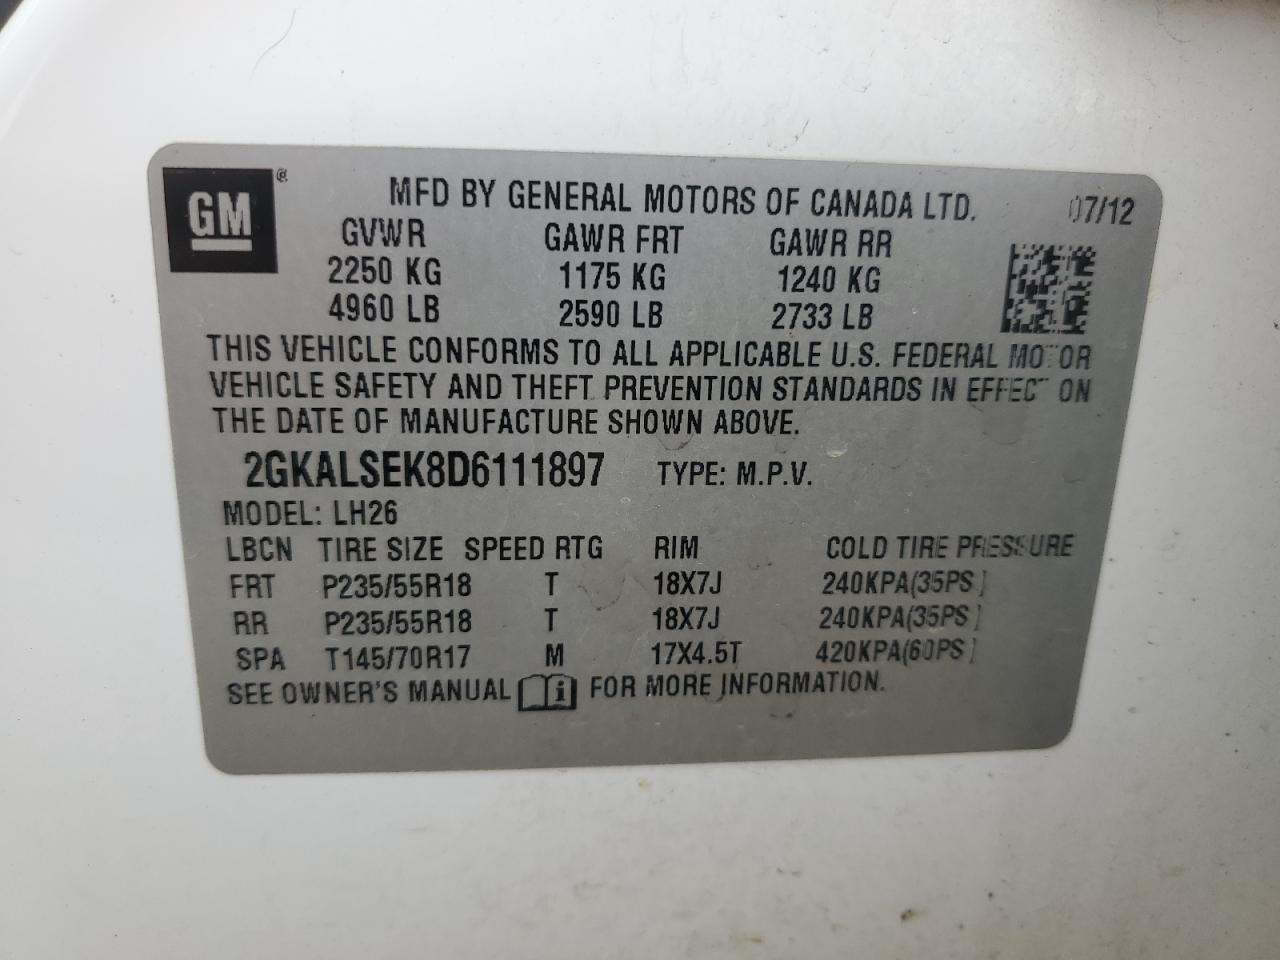 GM ®
MFD BY GENERAL MOTORS OF CANADA LTD. 07/12
GVWR GAWR FRT GAWR RR
2250 KG 1175 KG 1240 KG
4960 LB 2590 LB 2733 LB
THIS VEHICLE CONFORMS TO ALL APPLICABLE U.S. FEDERAL MOTOR
VEHICLE SAFETY AND THEFT PREVENTION STANDARDS IN EFFECT ON
THE DATE OF MANUFACTURE SHOWN ABOVE.
2GKALSEK8D6111897 TYPE: M.P.V.
MODEL: LH26
LBCN TIRE SIZE SPEED RTG RIM COLD TIRE PRESSURE
FRT P235/55R18 T 18X7J 240KPA(35PSI)
RR P235/55R18 T 18X7J 240KPA(35PSI)
SPA T145/70R17 M 17X4.5T 420KPA(60PSI)
SEE OWNER'S MANUAL i FOR MORE INFORMATION.